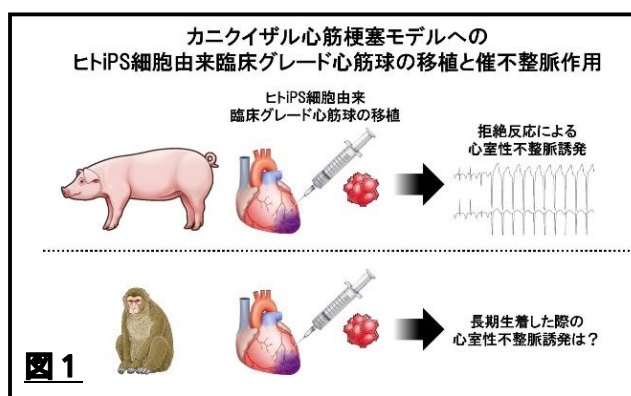 カニクイザル心筋梗塞モデルへの
ヒトiPS細胞由来臨床グレード心筋球の移植と催不整脈作用
ヒトiPS細胞由来
臨床グレード心筋球の移植
拒絶反応による
心室性不整脈誘発
長期生着した際の
心室性不整脈誘発は？
図1